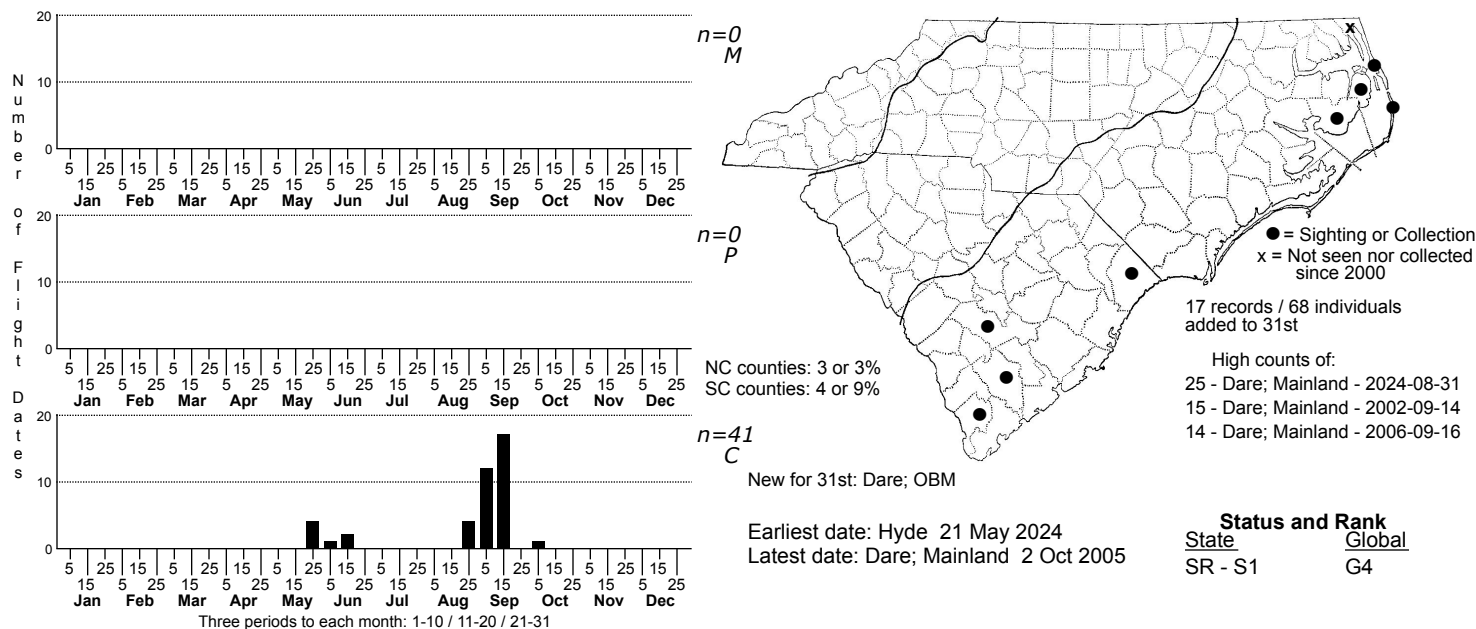 Number of Flight Dates
20
10
0
5 15 25 5 15 25 5 15 25 5 15 25 5 15 25 5 15 25 5 15 25 5 15 25 5 15 25 5 15 25 5 15 25 5 15 25
Jan Feb Mar Apr May Jun Jul Aug Sep Oct Nov Dec
n=0
M
20
10
0
5 15 25 5 15 25 5 15 25 5 15 25 5 15 25 5 15 25 5 15 25 5 15 25 5 15 25 5 15 25 5 15 25 5 15 25
Jan Feb Mar Apr May Jun Jul Aug Sep Oct Nov Dec
n=0
P
20
10
0
5 15 25 5 15 25 5 15 25 5 15 25 5 15 25 5 15 25 5 15 25 5 15 25 5 15 25 5 15 25 5 15 25 5 15 25
Jan Feb Mar Apr May Jun Jul Aug Sep Oct Nov Dec
n=41
C
Three periods to each month: 1-10 / 11-20 / 21-31
x
= Sighting or Collection
x = Not seen nor collected
since 2000
17 records / 68 individuals
added to 31st
NC counties: 3 or 3%
SC counties: 4 or 9%
High counts of:
25 - Dare; Mainland - 2024-08-31
15 - Dare; Mainland - 2002-09-14
14 - Dare; Mainland - 2006-09-16
New for 31st: Dare; OBM
Earliest date: Hyde 21 May 2024
Latest date: Dare; Mainland 2 Oct 2005
Status and Rank
State Global
SR - S1 G4